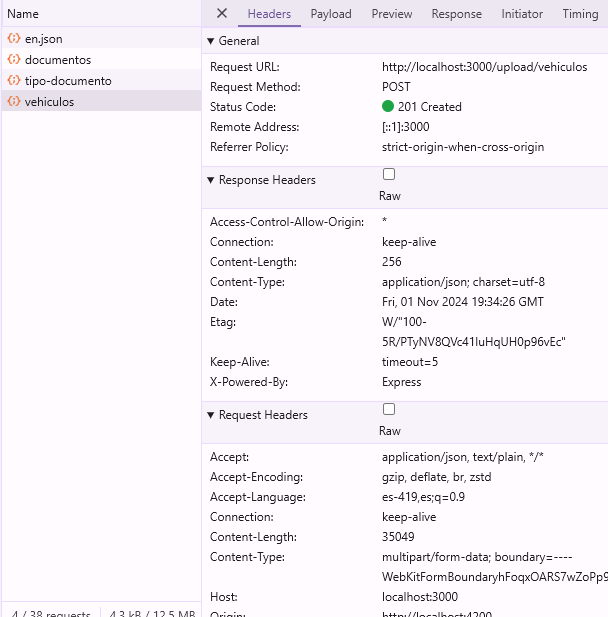 Name
Headers Payload Preview Response Initiator Timing
en.json
documentos
tipo-documento
vehiculos
General
Request URL: http://localhost:3000/upload/vehiculos
Request Method: POST
Status Code: 201 Created
Remote Address: [::1]:3000
Referrer Policy: strict-origin-when-cross-origin
Response Headers
Raw
Access-Control-Allow-Origin: *
Connection: keep-alive
Content-Length: 256
Content-Type: application/json; charset=utf-8
Date: Fri, 01 Nov 2024 19:34:26 GMT
Etag: W/"100-
5R/PTyNV8QVc41IuHqUH0p96vEc"
Keep-Alive: timeout=5
X-Powered-By: Express
Request Headers
Raw
Accept: application/json, text/plain, */*
Accept-Encoding: gzip, deflate, br, zstd
Accept-Language: es-419,es;q=0.9
Connection: keep-alive
Content-Length: 35049
Content-Type: multipart/form-data; boundary=----
WebKitFormBoundaryhFoqxOARS7wZoPp9
Host: localhost:3000
Origin: http://localhost:4200
4 / 38 requests 4.3 kB / 12.5 MB